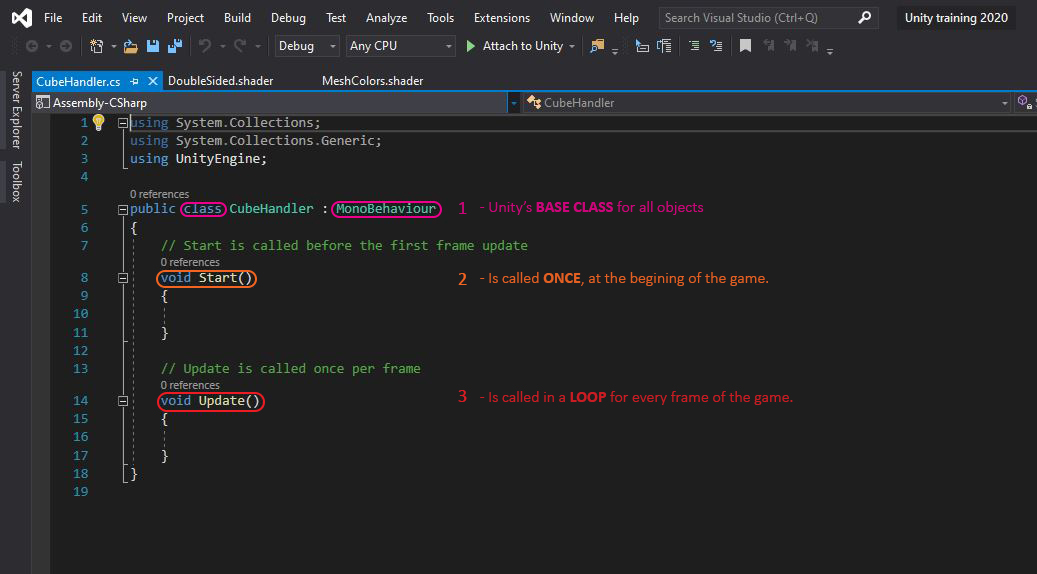 File Edit View Project Build Debug Test Analyze Tools Extensions Window Help Search Visual Studio (Ctrl+Q) Unity training 2020
Debug Any CPU Attach to Unity
Server Explorer
Toolbox
CubeHandler.cs DoubleSided.shader MeshColors.shader
Assembly-CSharp CubeHandler
1 using System.Collections;
2 using System.Collections.Generic;
3 using UnityEngine;
4
0 references
5 public class CubeHandler : MonoBehaviour 1 - Unity's BASE CLASS for all objects
6 {
7 // Start is called before the first frame update
0 references
8 void Start() 2 - Is called ONCE, at the begining of the game.
9 {
10
11 }
12
13 // Update is called once per frame
0 references
14 void Update() 3 - Is called in a LOOP for every frame of the game.
15 {
16
17 }
18 }
19